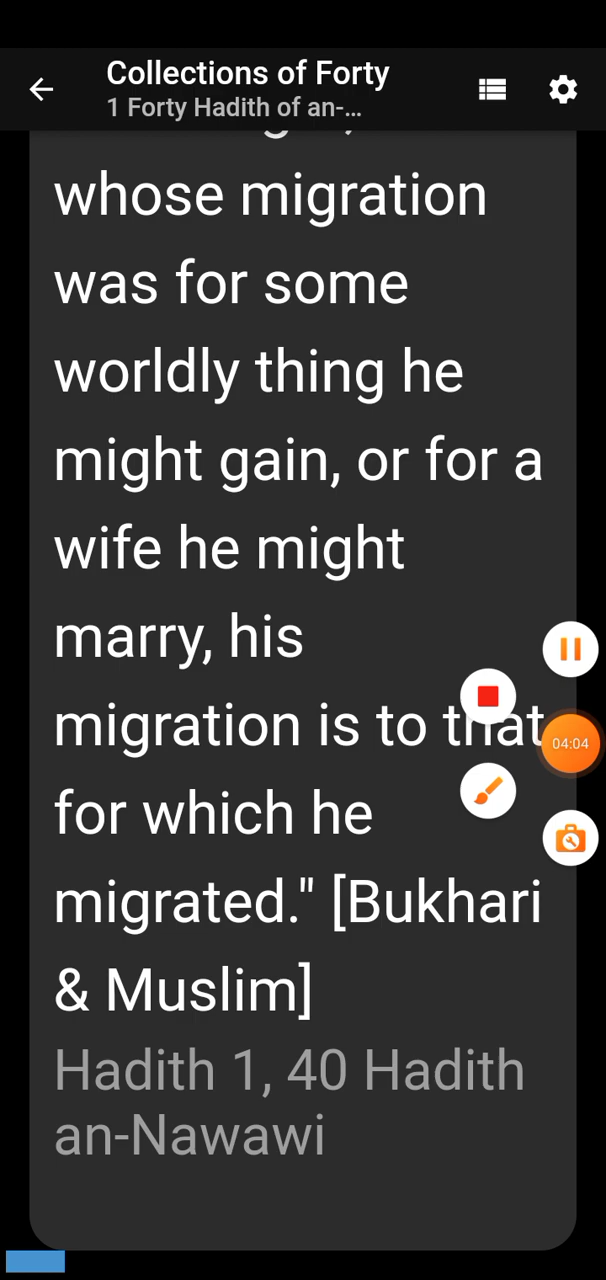 Collections of Forty
1 Forty Hadith of an-...
whose migration
was for some
worldly thing he
might gain, or for a
wife he might
marry, his
migration is to that
for which he
migrated." [Bukhari
& Muslim]
Hadith 1, 40 Hadith
an-Nawawi
04:04